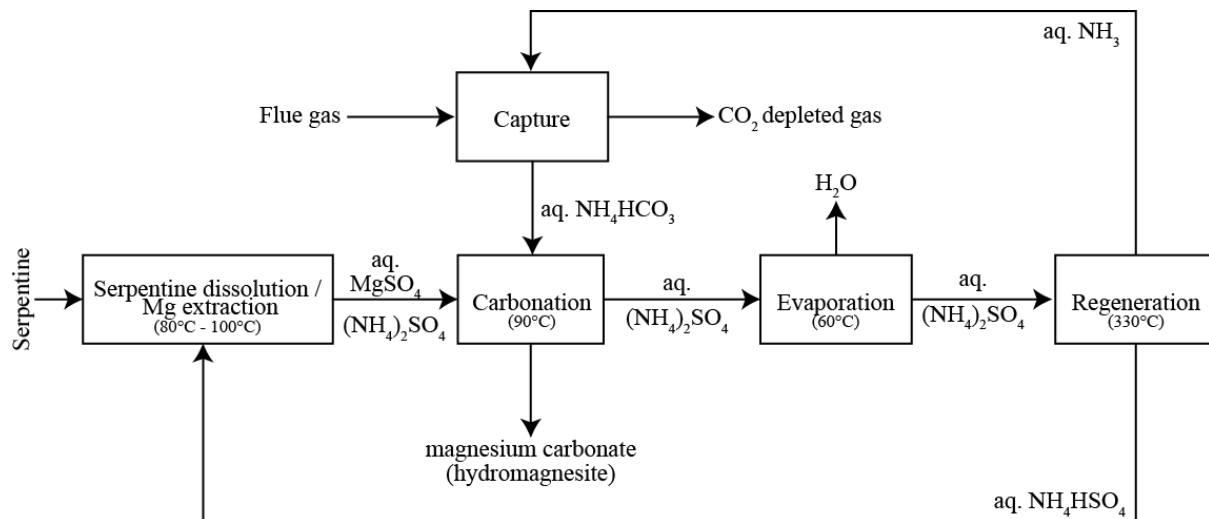 aq. NH₃
Flue gas
Capture
CO₂ depleted gas
H₂O
aq. NH₄HCO₃
Serpentine
Serpentine dissolution /
Mg extraction
(80°C - 100°C)
aq.
MgSO₄
(NH₄)₂SO₄
Carbonation
(90°C)
aq.
(NH₄)₂SO₄
Evaporation
(60°C)
aq.
(NH₄)₂SO₄
Regeneration
(330°C)
magnesium carbonate
(hydromagnesite)
aq. NH₄HSO₄